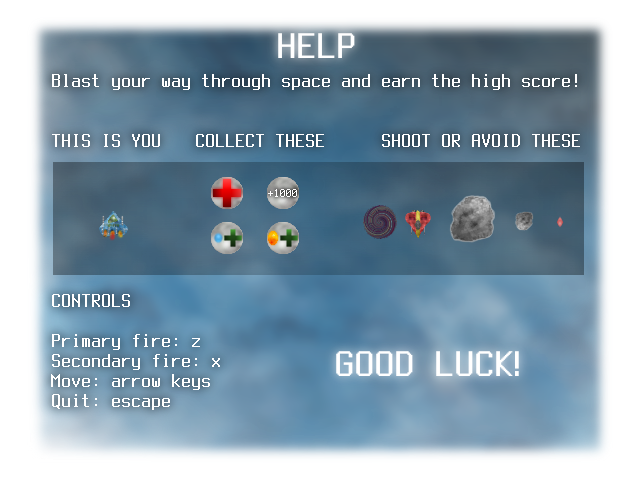 HELP
Blast your way through space and earn the high score!
THIS IS YOU COLLECT THESE SHOOT OR AVOID THESE
+1000
CONTROLS
Primary fire: z
Secondary fire: x
Move: arrow keys
Quit: escape
GOOD LUCK!